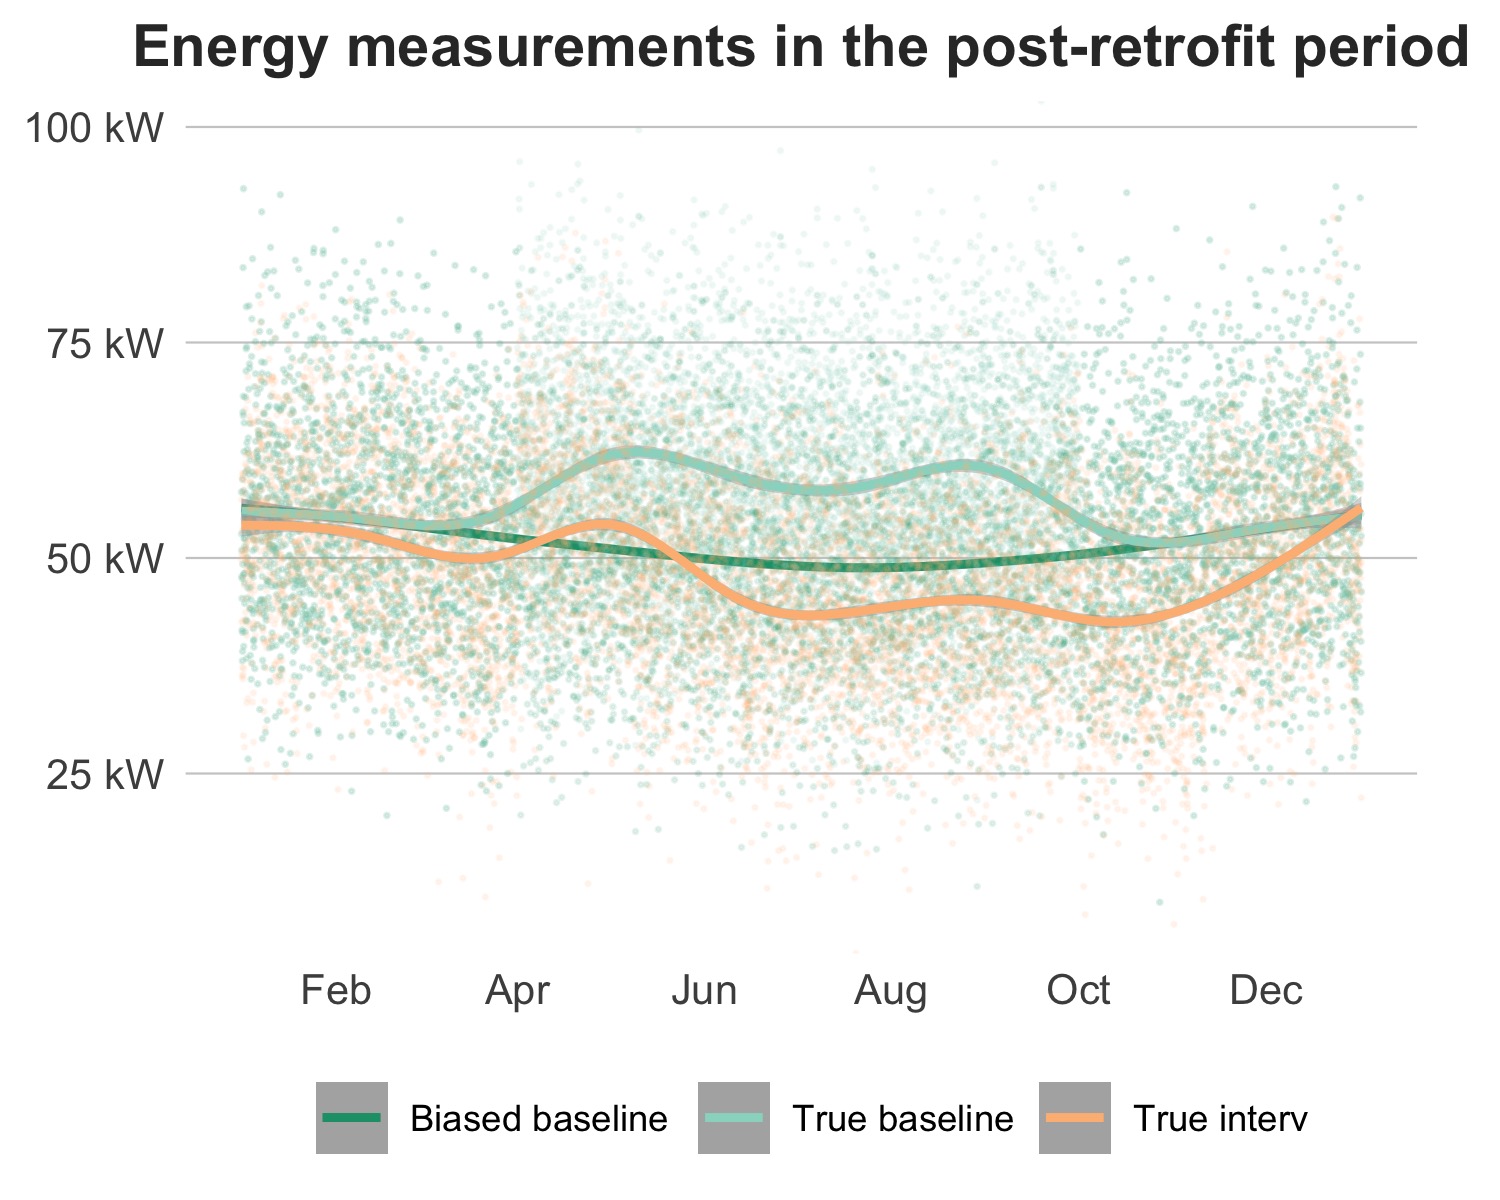 Energy measurements in the post-retrofit period
100 kW
75 kW
50 kW
25 kW
Feb Apr Jun Aug Oct Dec
Biased baseline True baseline True interv